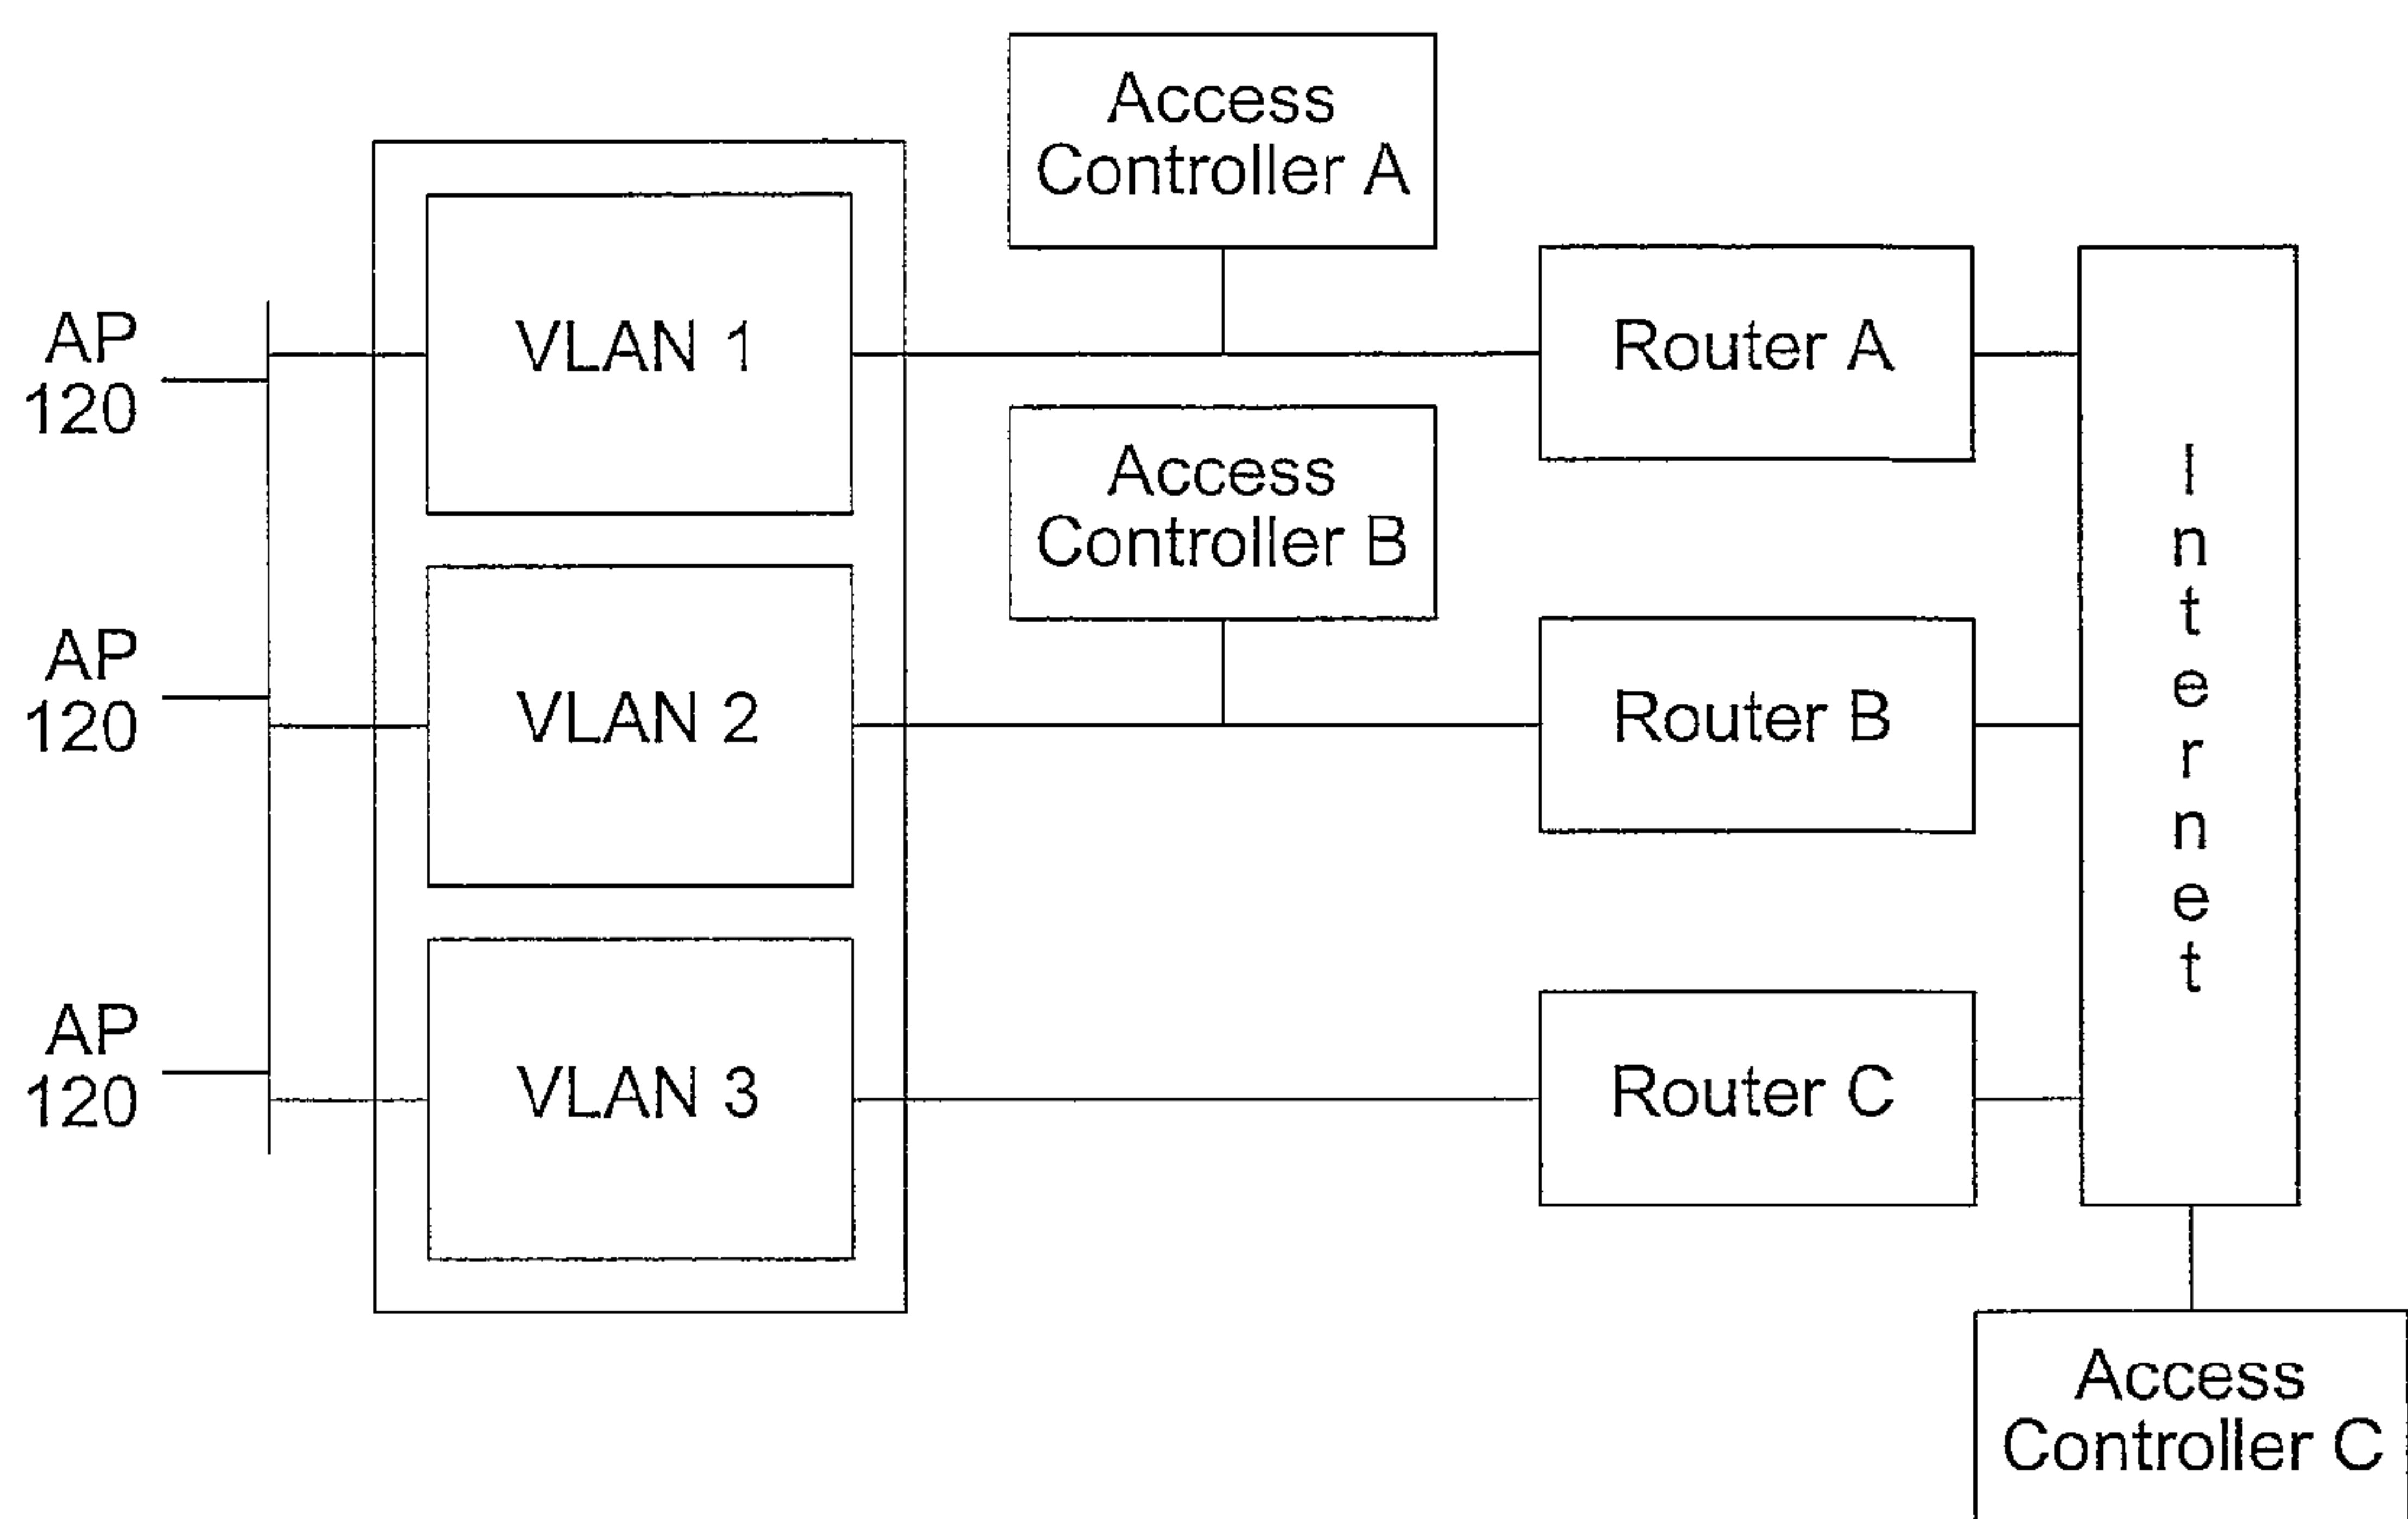 Access
Controller A
AP
120
VLAN 1
Router A
Access
Controller B
AP
120
VLAN 2
Router B
Internet
AP
120
VLAN 3
Router C
Access
Controller C